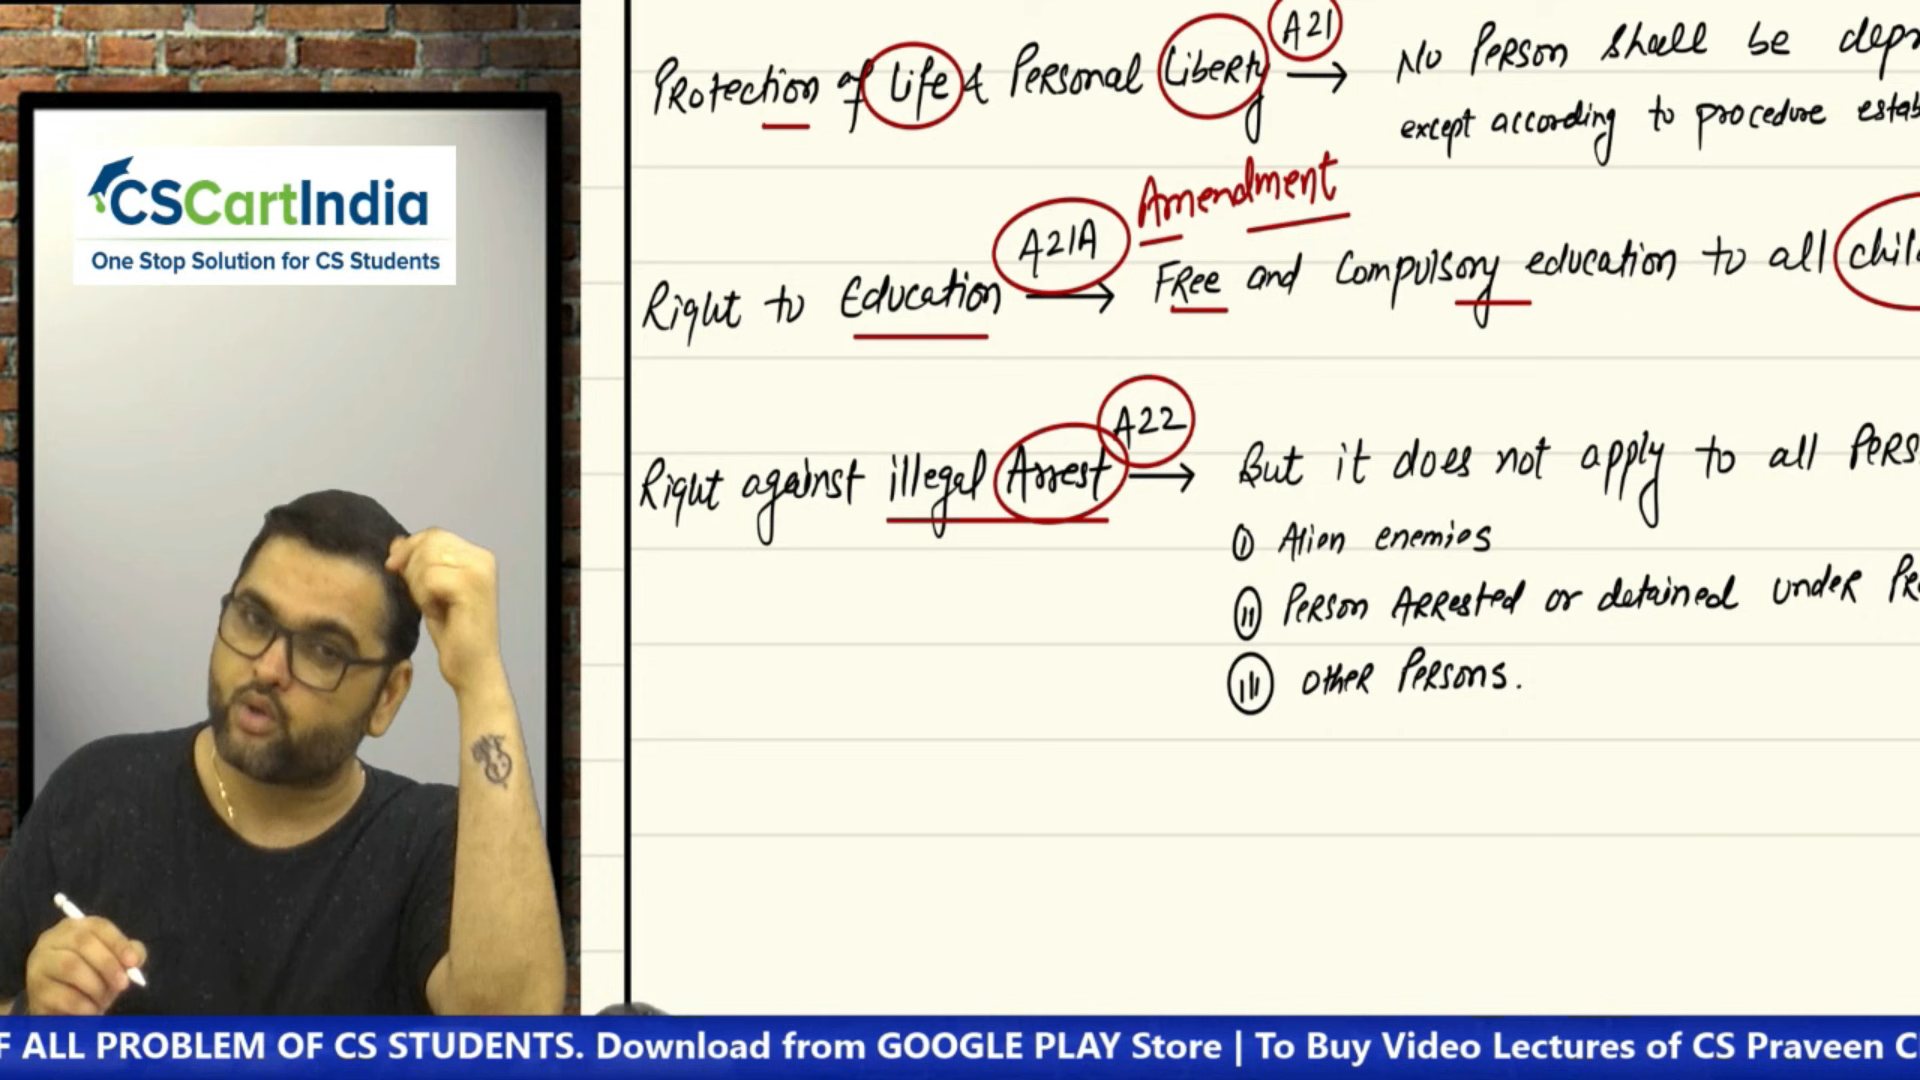 CSCartIndia
One Stop Solution for CS Students
Protection of Life & Personal Liberty A21 → No Person shall be
except according to procedure
Amendment
Right to Education A21A → Free and Compulsory education to all
Right against illegal Arrest A22 → But it does not apply to all
i Alien enemies
ii Person Arrested or detained under
iii other Persons.
ALL PROBLEM OF CS STUDENTS. Download from GOOGLE PLAY Store | To Buy Video Lectures of CS Praveen